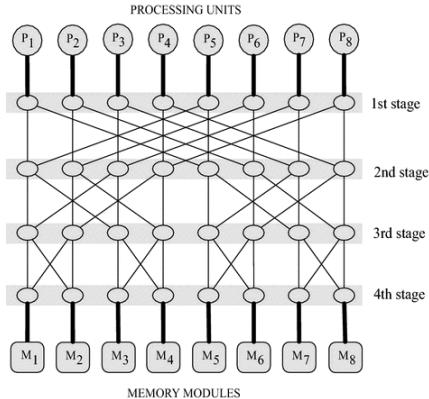 PROCESSING UNITS
P1 P2 P3 P4 P5 P6 P7 P8
1st stage
2nd stage
3rd stage
4th stage
M1 M2 M3 M4 M5 M6 M7 M8
MEMORY MODULES